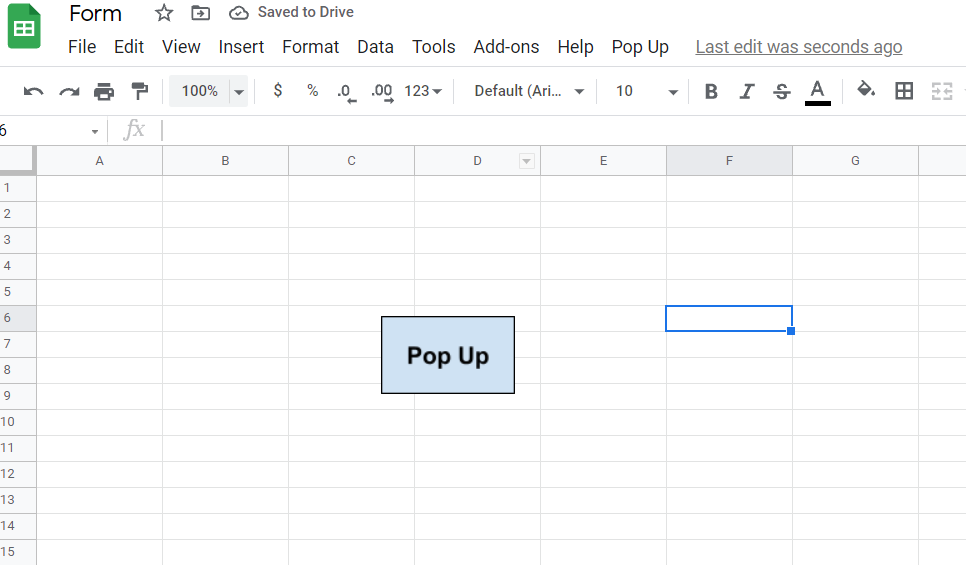 Form Saved to Drive
File Edit View Insert Format Data Tools Add-ons Help Pop Up Last edit was seconds ago
100% $ % .0 .00 123 Default (Ari... 10 B I S A
6 fx
A B C D E F G
1
2
3
4
5
6
7
Pop Up
8
9
10
11
12
13
14
15